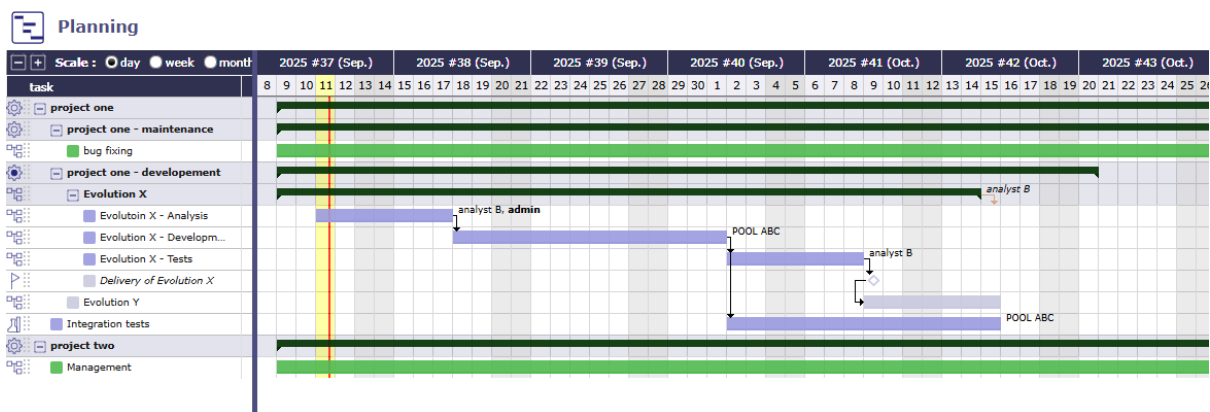 Planning
Scale : day week month
2025 #37 (Sep.) 2025 #38 (Sep.) 2025 #39 (Sep.) 2025 #40 (Sep.) 2025 #41 (Oct.) 2025 #42 (Oct.) 2025 #43 (Oct.)
task
8 9 10 11 12 13 14 15 16 17 18 19 20 21 22 23 24 25 26 27 28 29 30 1 2 3 4 5 6 7 8 9 10 11 12 13 14 15 16 17 18 19 20 21 22 23 24 25 26
project one
project one - maintenance
bug fixing
project one - developement
Evolution X analyst B
Evolutoin X - Analysis analyst B, admin
Evolution X - Developm... POOL ABC
Evolution X - Tests analyst B
Delivery of Evolution X
Evolution Y
Integration tests POOL ABC
project two
Management